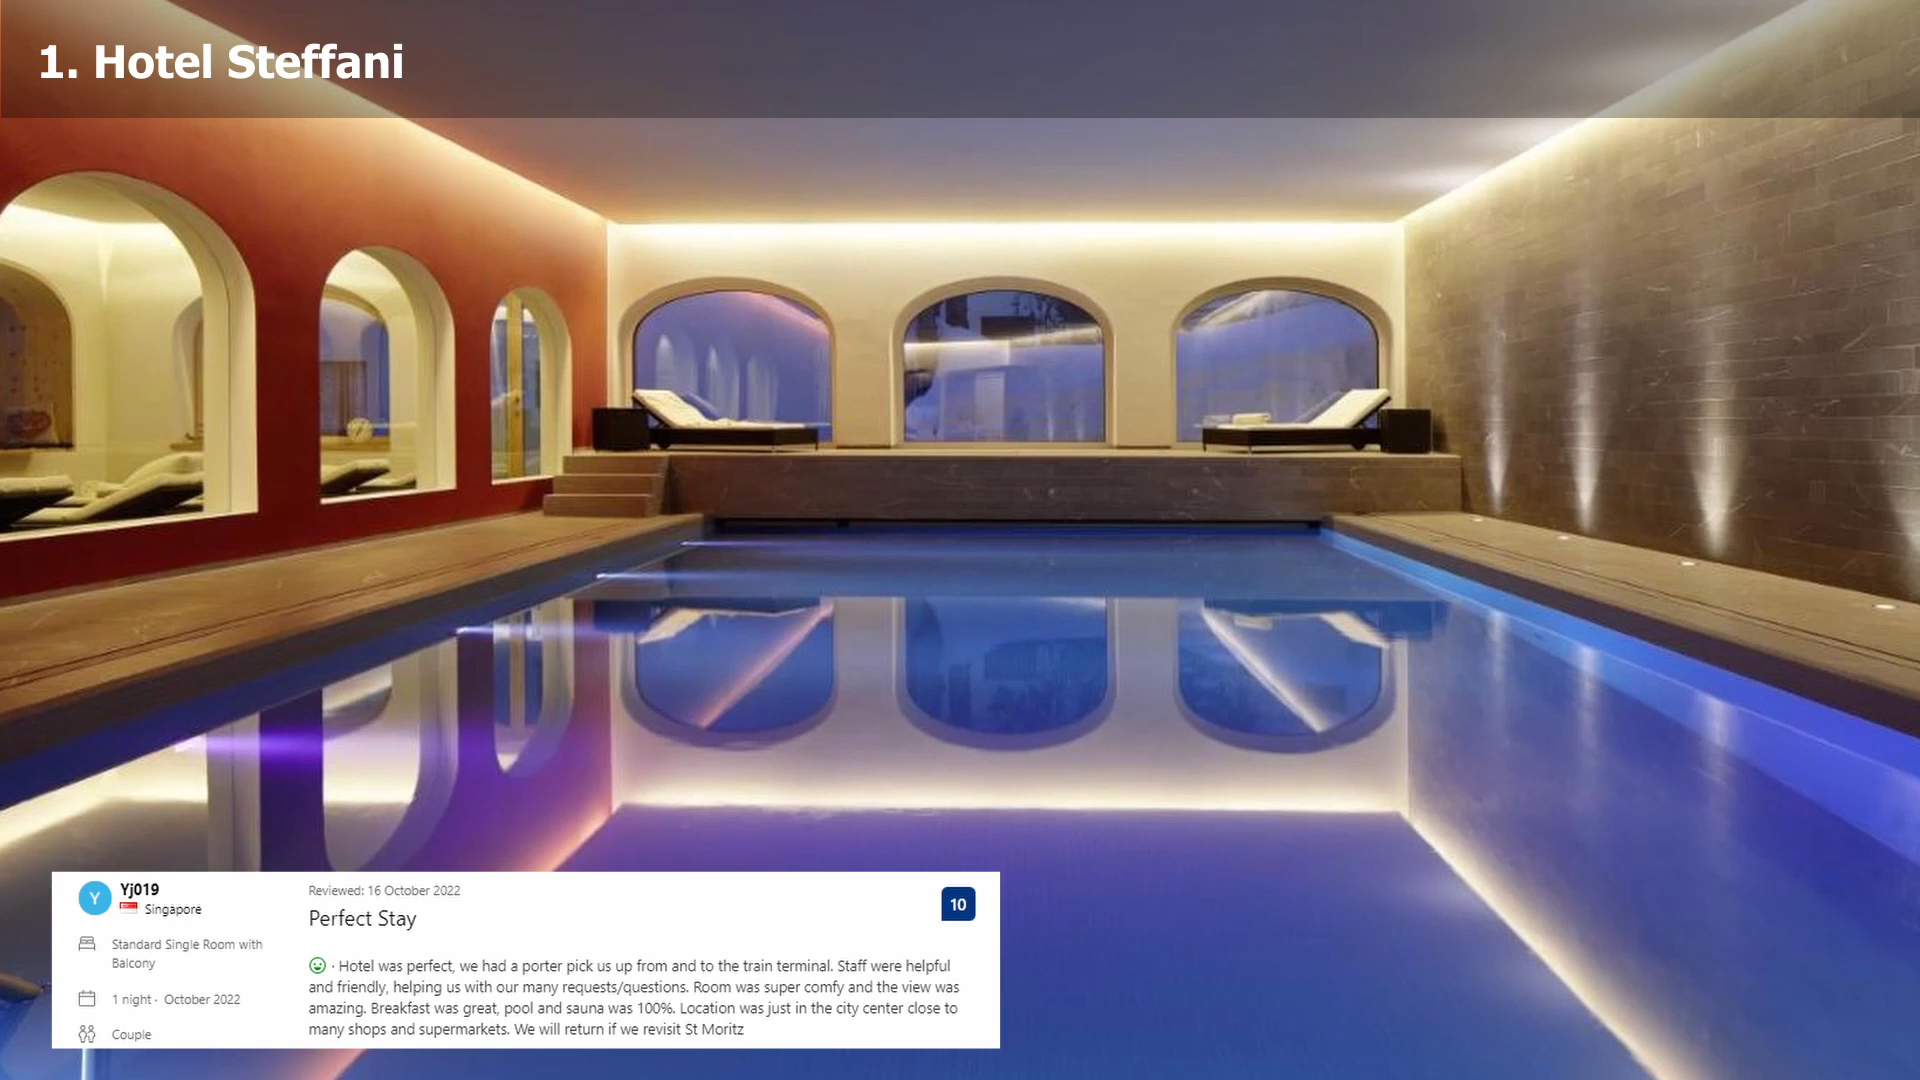 1. Hotel Steffani
Y
Yj019
Singapore
Standard Single Room with
Balcony
1 night · October 2022
Couple
Reviewed: 16 October 2022
Perfect Stay
10
· Hotel was perfect, we had a porter pick us up from and to the train terminal. Staff were helpful
and friendly, helping us with our many requests/questions. Room was super comfy and the view was
amazing. Breakfast was great, pool and sauna was 100%. Location was just in the city center close to
many shops and supermarkets. We will return if we revisit St Moritz